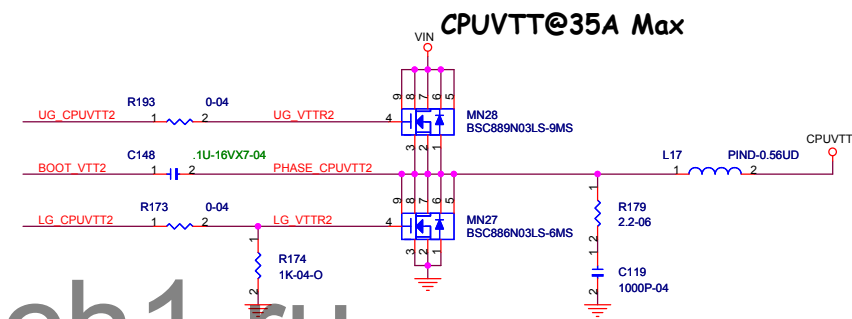 CPUVTT@35A Max
VIN
9 8 7 6 5
R193 0-04
UG_CPUVTT2 1 2 UG_VTTR2 4
MN28
BSC889N03LS-9MS
3 2 1
CPUVTT
C148 .1U-16VX7-04
BOOT_VTT2 1 2 PHASE_CPUVTT2
L17 PIND-0.56UD
1 2
9 8 7 6 5
R173 0-04
LG_CPUVTT2 1 2 LG_VTTR2 4
MN27
BSC886N03LS-6MS
3 2 1
1
R179
2.2-06
2
1
R174
1K-04-O
2
1
C119
1000P-04
2